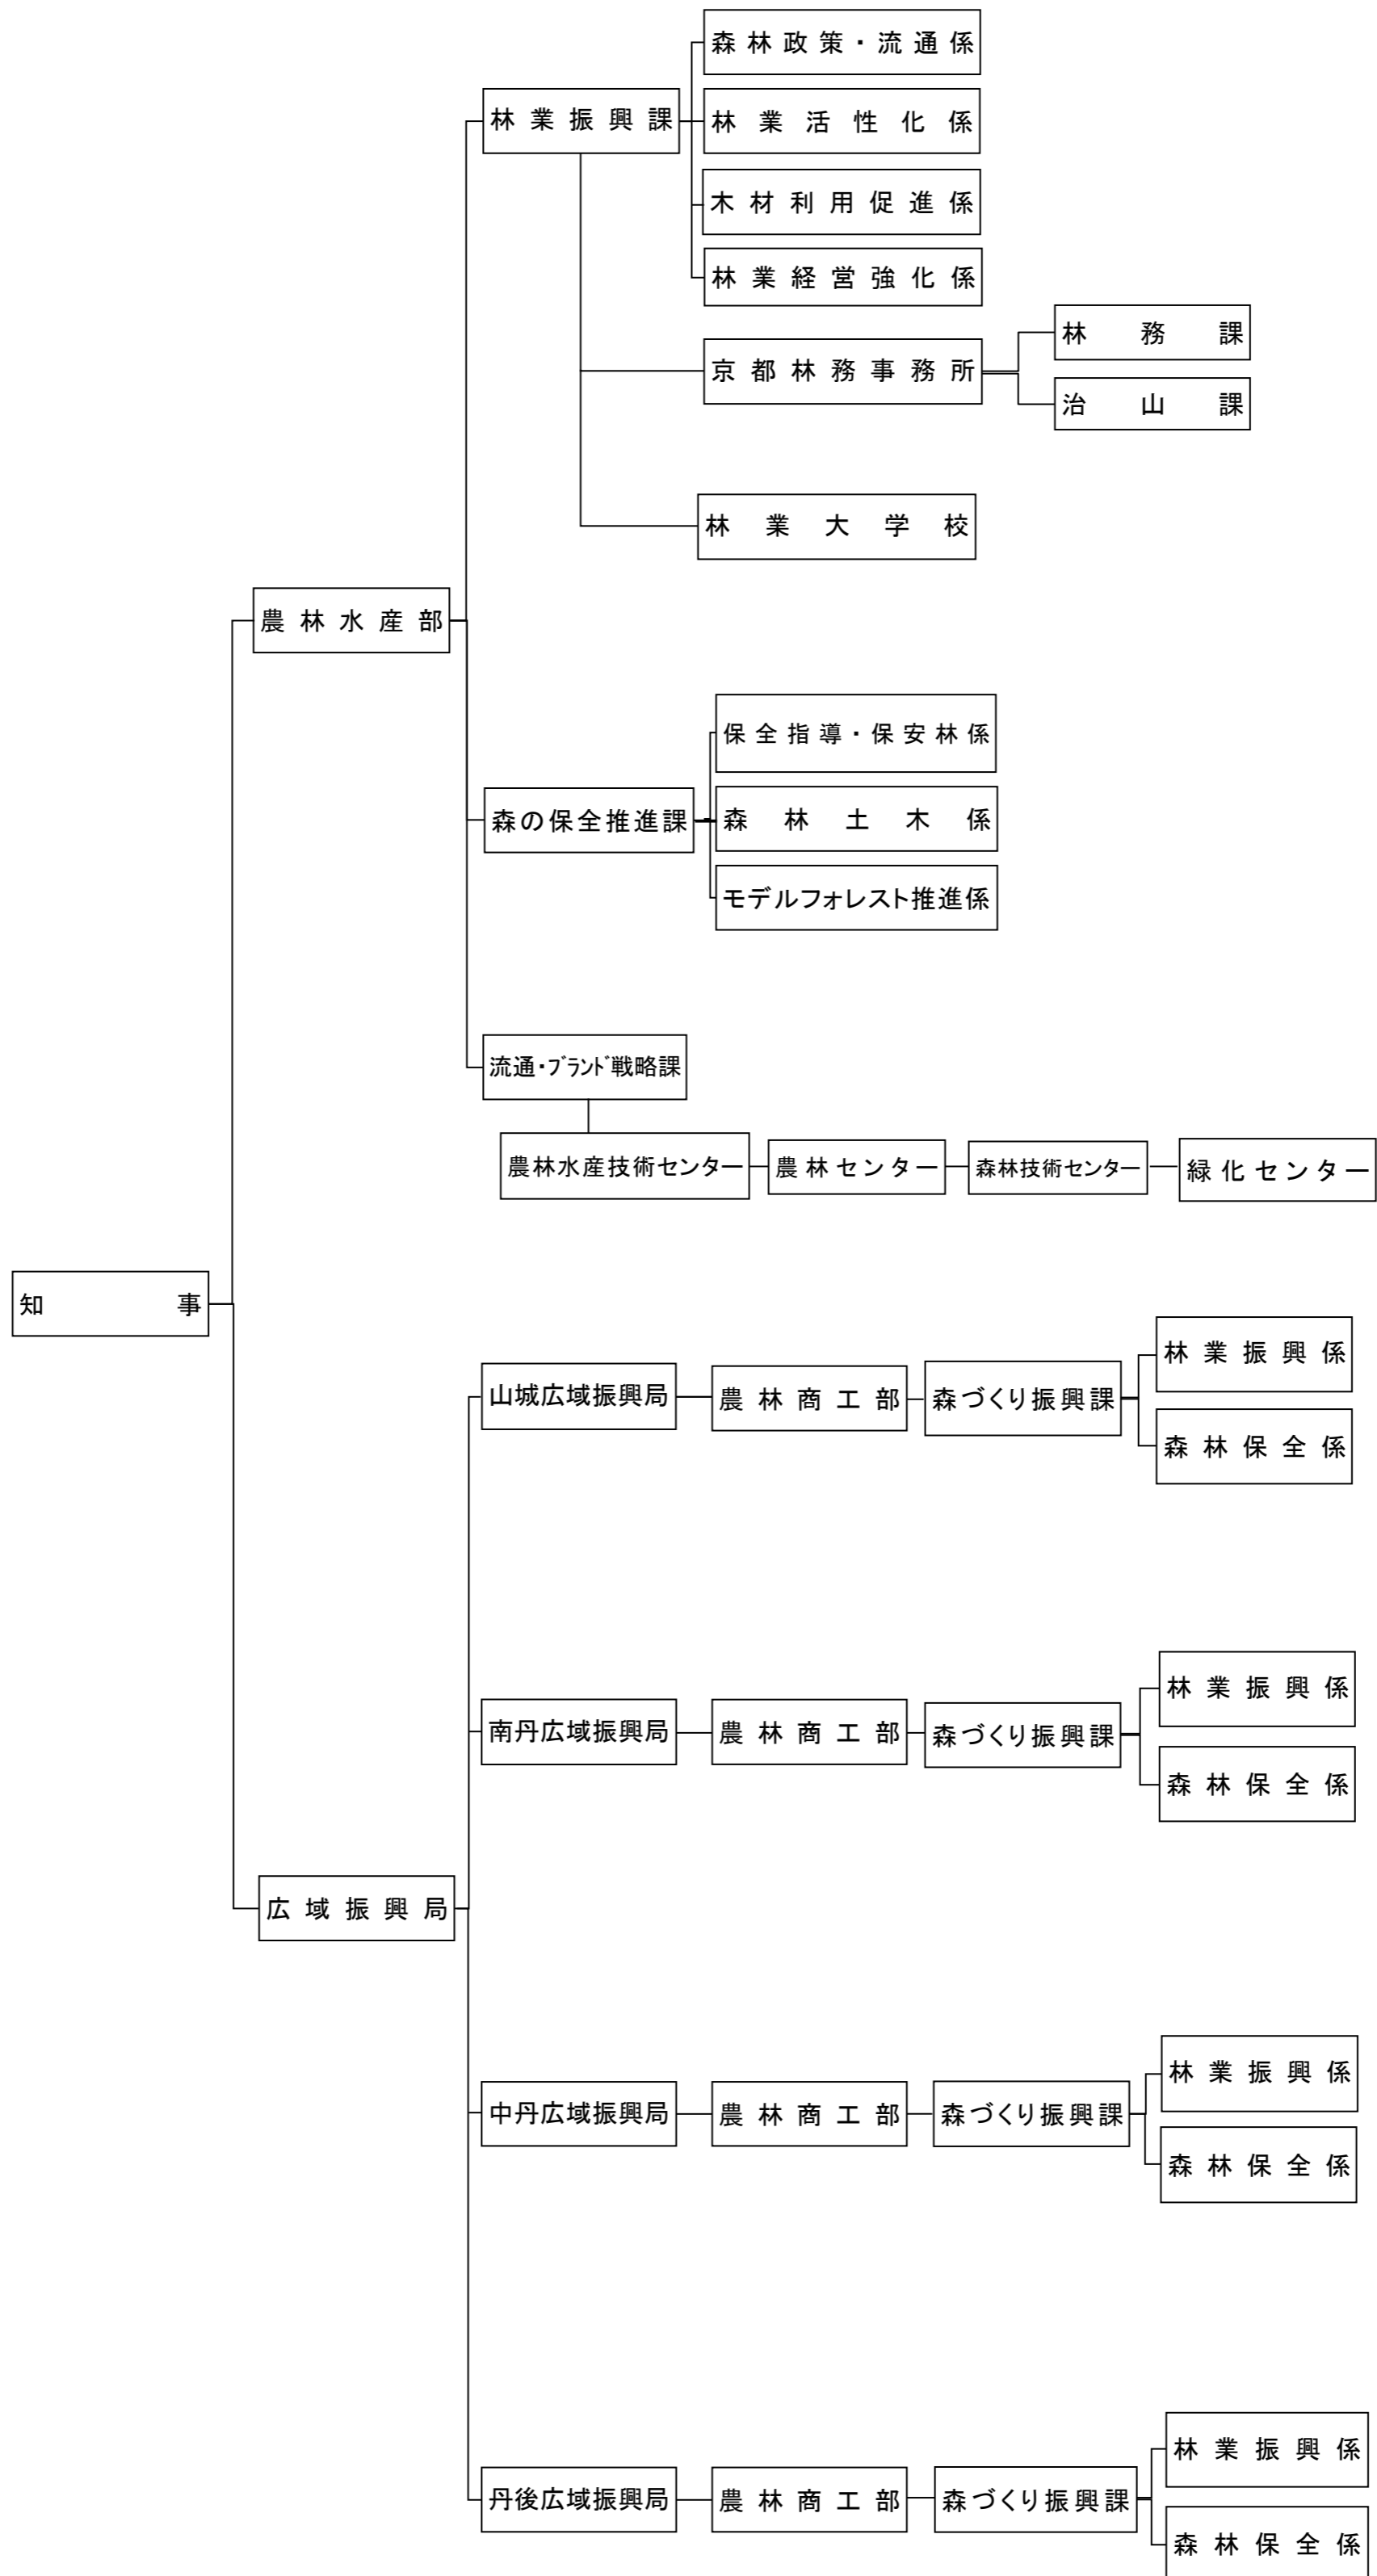 森林政策・流通係
林業振興課
林業活性化係
木材利用促進係
林業経営強化係
林務課
京都林務事務所
治山課
林業大学校
農林水産部
保全指導・保安林係
森の保全推進課
森林土木係
モデルフォレスト推進係
流通・ﾌﾞﾗﾝﾄﾞ戦略課
農林水産技術センター
農林センター
森林技術センター
緑化センター
知事
林業振興係
山城広域振興局
農林商工部
森づくり振興課
森林保全係
林業振興係
南丹広域振興局
農林商工部
森づくり振興課
森林保全係
広域振興局
林業振興係
中丹広域振興局
農林商工部
森づくり振興課
森林保全係
林業振興係
丹後広域振興局
農林商工部
森づくり振興課
森林保全係